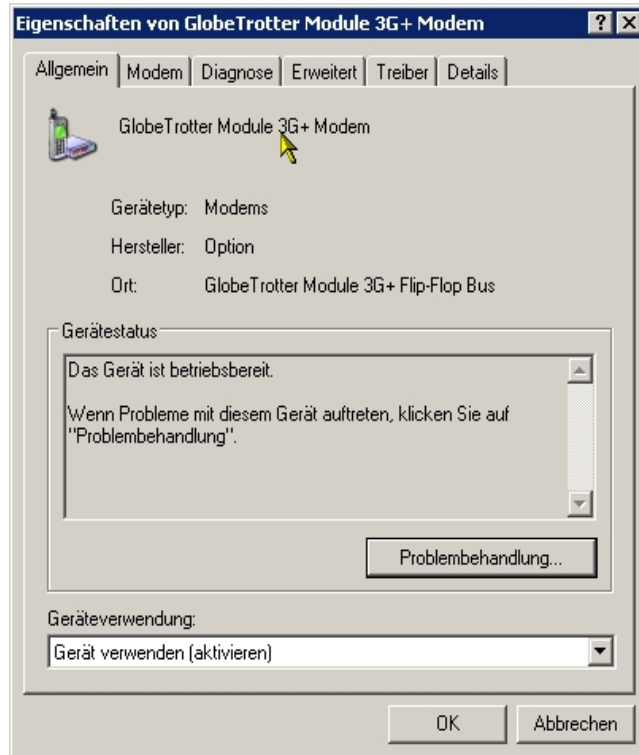 Eigenschaften von GlobeTrotter Module 3G+ Modem
Allgemein Modem Diagnose Erweitert Treiber Details
GlobeTrotter Module 3G+ Modem
Gerätetyp: Modems
Hersteller: Option
Ort: GlobeTrotter Module 3G+ Flip-Flop Bus
Gerätestatus
Das Gerät ist betriebsbereit.
Wenn Probleme mit diesem Gerät auftreten, klicken Sie auf
"Problembehandlung".
Problembehandlung...
Geräteverwendung:
Gerät verwenden (aktivieren)
OK Abbrechen